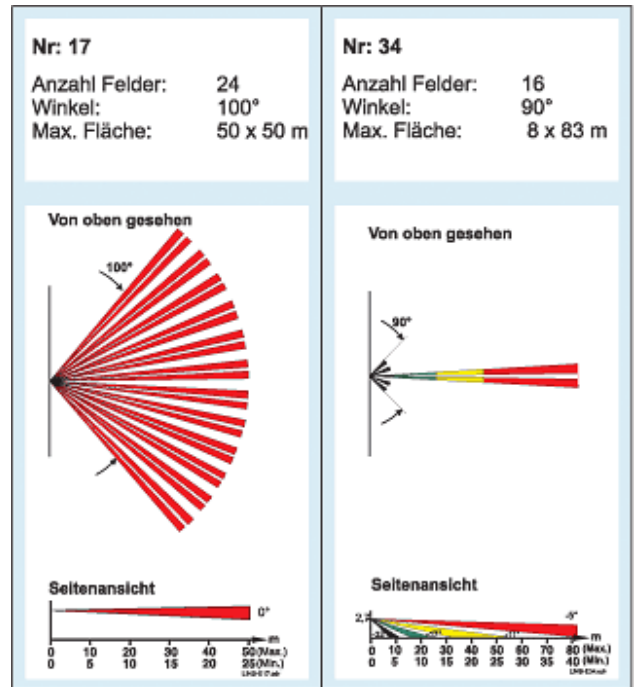 Nr: 17
Anzahl Felder: 24
Winkel: 100°
Max. Fläche: 50 x 50 m
Von oben gesehen
100°
Seitenansicht
0°
m
0 10 20 30 40 50(Max.)
0 5 10 15 20 25(Min.)
Nr: 34
Anzahl Felder: 16
Winkel: 90°
Max. Fläche: 8 x 83 m
Von oben gesehen
90°
Seitenansicht
m
0 10 20 30 40 50 60 70 80 (Max.)
0 5 10 15 20 25 30 35 40 (Min.)